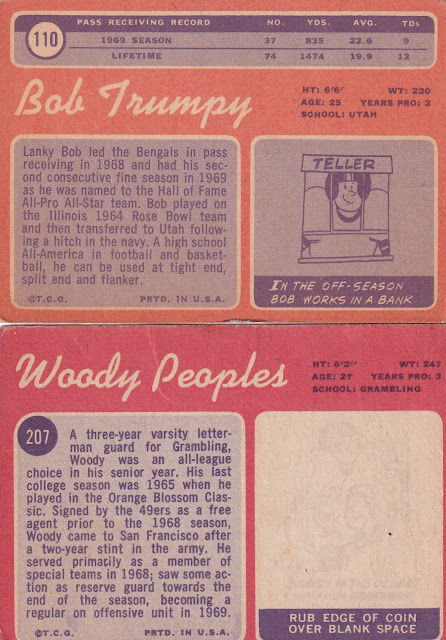 110
PASS RECEIVING RECORD NO. YDS. AVG. TDs
1969 SEASON 37 835 22.6 9
LIFETIME 74 1474 19.9 12
Bob Trumpy
HT: 6'6" WT: 220
AGE: 25 YEARS PRO: 3
SCHOOL: UTAH
Lanky Bob led the Bengals in pass
receiving in 1968 and had his sec-
ond consecutive fine season in 1969
as he was named to the Hall of Fame
All-Pro All-Star team. Bob played on
the Illinois 1964 Rose Bowl team
and then transferred to Utah follow-
ing a hitch in the navy. A high school
All-America in football and basket-
ball, he can be used at tight end,
split end and flanker.
©T.C.G. PRTD. IN U.S.A.
TELLER
IN THE OFF-SEASON
BOB WORKS IN A BANK
Woody Peoples
HT: 6'2" WT: 247
AGE: 27 YEARS PRO: 3
SCHOOL: GRAMBLING
207
A three-year varsity letter-
man guard for Grambling,
Woody was an all-league
choice in his senior year. His last
college season was 1965 when he
played in the Orange Blossom Clas-
sic. Signed by the 49ers as a free
agent prior to the 1968 season,
Woody came to San Francisco after
a two-year stint in the army. He
served primarily as a member of
special teams in 1968; saw some ac-
tion as reserve guard towards the
end of the season, becoming a
regular on offensive unit in 1969.
©T.C.G. PRTD. IN U.S.A.
RUB EDGE OF COIN
OVER BLANK SPACE